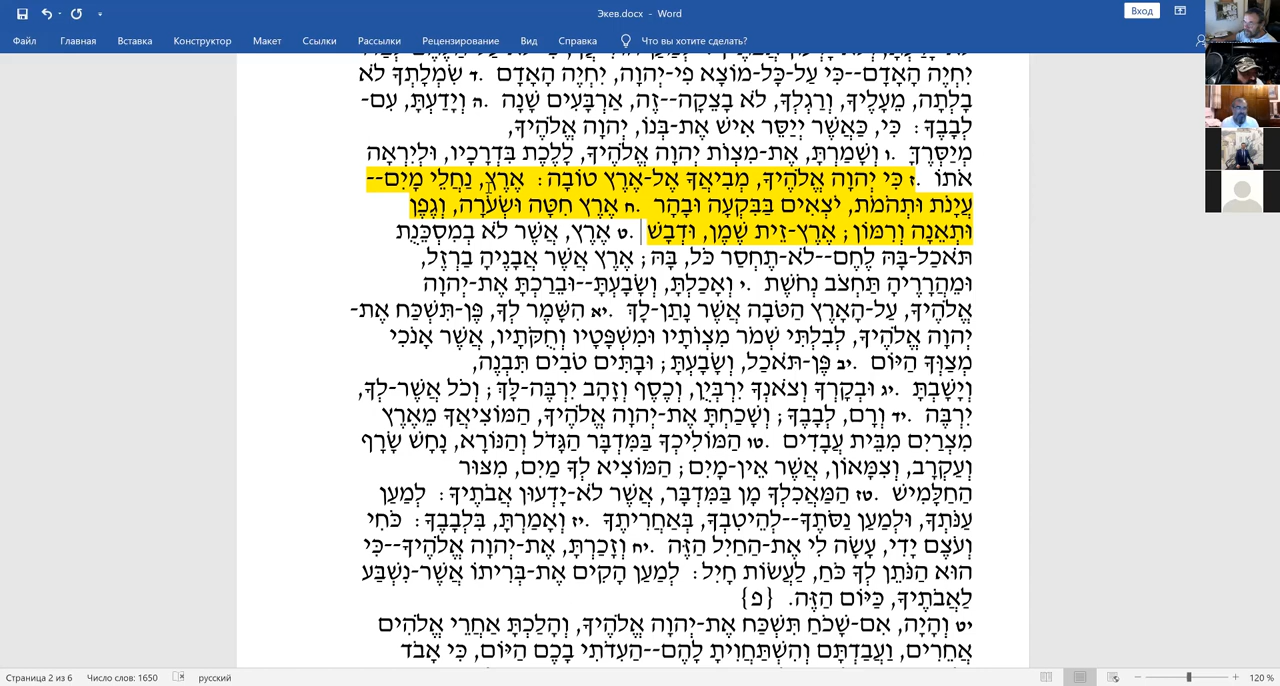 Экев.docx - Word
Вход
Файл Главная Вставка Конструктор Макет Ссылки Рассылки Рецензирование Вид Справка Что вы хотите сделать?
יִחְיֶה הָאָדָם--כִּי עַל-כָּל-מוֹצָא פִי-יְהוָה, יִחְיֶה הָאָדָם. ד שִׂמְלָתְךָ לֹא
בָלְתָה, מֵעָלֶיךָ, וְרַגְלְךָ, לֹא בָצֵקָה--זֶה, אַרְבָּעִים שָׁנָה. ה וְיָדַעְתָּ, עִם-
לְבָבֶךָ: כִּי, כַּאֲשֶׁר יְיַסֵּר אִישׁ אֶת-בְּנוֹ, יְהוָה אֱלֹהֶיךָ,
מְיַסְּרֶךָּ. ו וְשָׁמַרְתָּ, אֶת-מִצְוֹת יְהוָה אֱלֹהֶיךָ, לָלֶכֶת בִּדְרָכָיו, וּלְיִרְאָה
אֹתוֹ. ז כִּי יְהוָה אֱלֹהֶיךָ, מְבִיאֲךָ אֶל-אֶרֶץ טוֹבָה: אֶרֶץ, נַחֲלֵי מָיִם--
עֲיָנֹת וּתְהֹמֹת, יֹצְאִים בַּבִּקְעָה וּבָהָר. ח אֶרֶץ חִטָּה וּשְׂעֹרָה, וְגֶפֶן
וּתְאֵנָה וְרִמּוֹן; אֶרֶץ-זֵית שֶׁמֶן, וּדְבָשׁ. ט אֶרֶץ, אֲשֶׁר לֹא בְמִסְכֵּנֻת
תֹּאכַל-בָּהּ לֶחֶם--לֹא-תֶחְסַר כֹּל, בָּהּ; אֶרֶץ אֲשֶׁר אֲבָנֶיהָ בַרְזֶל,
וּמֵהֲרָרֶיהָ תַּחְצֹב נְחֹשֶׁת. י וְאָכַלְתָּ, וְשָׂבָעְתָּ--וּבֵרַכְתָּ אֶת-יְהוָה
אֱלֹהֶיךָ, עַל-הָאָרֶץ הַטֹּבָה אֲשֶׁר נָתַן-לָךְ. יא הִשָּׁמֶר לְךָ, פֶּן-תִּשְׁכַּח אֶת-
יְהוָה אֱלֹהֶיךָ, לְבִלְתִּי שְׁמֹר מִצְוֹתָיו וּמִשְׁפָּטָיו וְחֻקֹּתָיו, אֲשֶׁר אָנֹכִי
מְצַוְּךָ הַיּוֹם. יב פֶּן-תֹּאכַל, וְשָׂבָעְתָּ; וּבָתִּים טֹבִים תִּבְנֶה,
וְיָשָׁבְתָּ. יג וּבְקָרְךָ וְצֹאנְךָ יִרְבְּיֻן, וְכֶסֶף וְזָהָב יִרְבֶּה-לָּךְ; וְכֹל אֲשֶׁר-לְךָ,
יִרְבֶּה. יד וְרָם, לְבָבֶךָ; וְשָׁכַחְתָּ אֶת-יְהוָה אֱלֹהֶיךָ, הַמּוֹצִיאֲךָ מֵאֶרֶץ
מִצְרַיִם מִבֵּית עֲבָדִים. טו הַמּוֹלִיכְךָ בַּמִּדְבָּר הַגָּדֹל וְהַנּוֹרָא, נָחָשׁ שָׂרָף
וְעַקְרָב, וְצִמָּאוֹן, אֲשֶׁר אֵין-מָיִם; הַמּוֹצִיא לְךָ מַיִם, מִצּוּר
הַחַלָּמִישׁ. טז הַמַּאֲכִלְךָ מָן בַּמִּדְבָּר, אֲשֶׁר לֹא-יָדְעוּן אֲבֹתֶיךָ: לְמַעַן
עַנֹּתְךָ, וּלְמַעַן נַסֹּתֶךָ--לְהֵיטִבְךָ, בְּאַחֲרִיתֶךָ. יז וְאָמַרְתָּ, בִּלְבָבֶךָ: כֹּחִי
וְעֹצֶם יָדִי, עָשָׂה לִי אֶת-הַחַיִל הַזֶּה. יח וְזָכַרְתָּ, אֶת-יְהוָה אֱלֹהֶיךָ--כִּי
הוּא הַנֹּתֵן לְךָ כֹּחַ, לַעֲשׂוֹת חָיִל: לְמַעַן הָקִים אֶת-בְּרִיתוֹ אֲשֶׁר-נִשְׁבַּע
לַאֲבֹתֶיךָ, כַּיּוֹם הַזֶּה. {פ}
יט וְהָיָה, אִם-שָׁכֹחַ תִּשְׁכַּח אֶת-יְהוָה אֱלֹהֶיךָ, וְהָלַכְתָּ אַחֲרֵי אֱלֹהִים
אֲחֵרִים, וַעֲבַדְתָּם וְהִשְׁתַּחֲוִיתָ לָהֶם--הַעִדֹתִי בָכֶם הַיּוֹם, כִּי אָבֹד
Страница 2 из 6 Число слов: 1650 русский 120 %